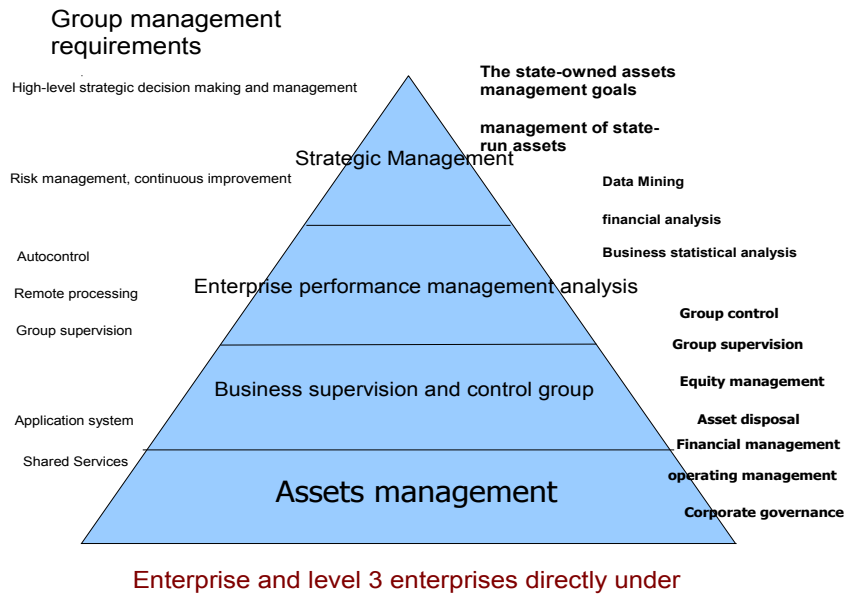 Group management
requirements
High-level strategic decision making and management
The state-owned assets
management goals
management of state-
run assets
Strategic Management
Risk management, continuous improvement
Data Mining
financial analysis
Business statistical analysis
Autocontrol
Enterprise performance management analysis
Remote processing
Group supervision
Group control
Group supervision
Equity management
Business supervision and control group
Application system
Asset disposal
Financial management
Shared Services
operating management
Assets management
Corporate governance
Enterprise and level 3 enterprises directly under